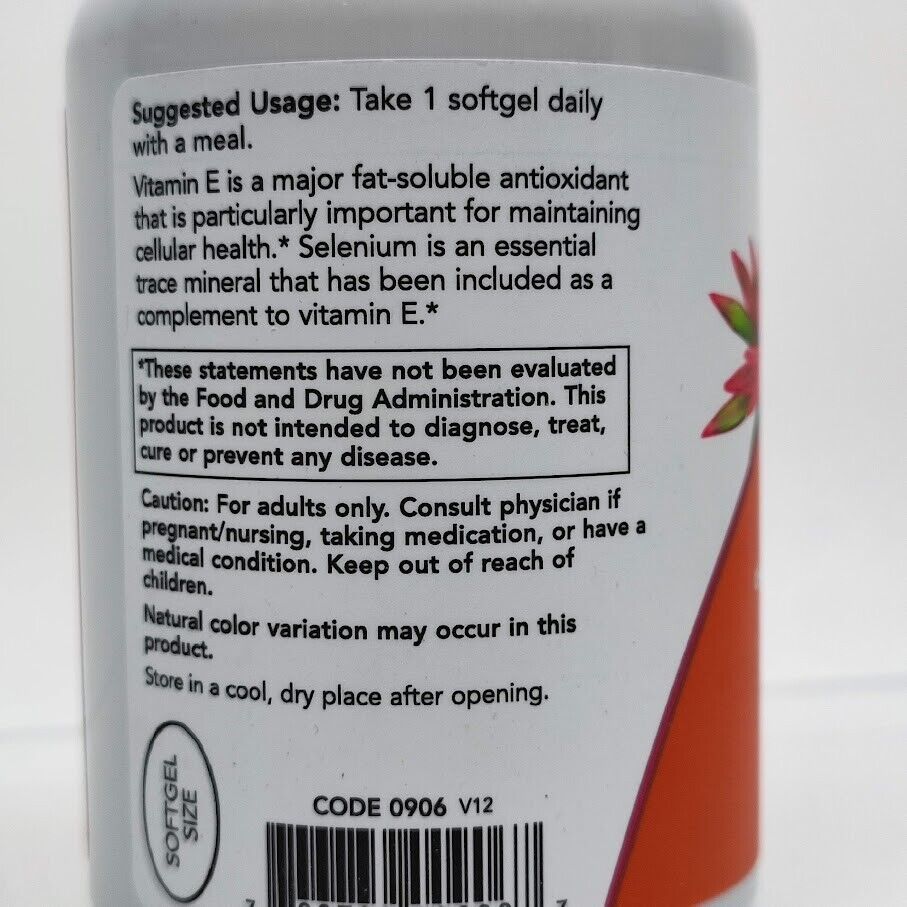 Suggested Usage: Take 1 softgel daily
with a meal.
Vitamin E is a major fat-soluble antioxidant
that is particularly important for maintaining
cellular health.* Selenium is an essential
trace mineral that has been included as a
complement to vitamin E.*
*These statements have not been evaluated
by the Food and Drug Administration. This
product is not intended to diagnose, treat,
cure or prevent any disease.
Caution: For adults only. Consult physician if
pregnant/nursing, taking medication, or have a
medical condition. Keep out of reach of
children.
Natural color variation may occur in this
product.
Store in a cool, dry place after opening.
SOFTGEL
SIZE
CODE 0906 V12